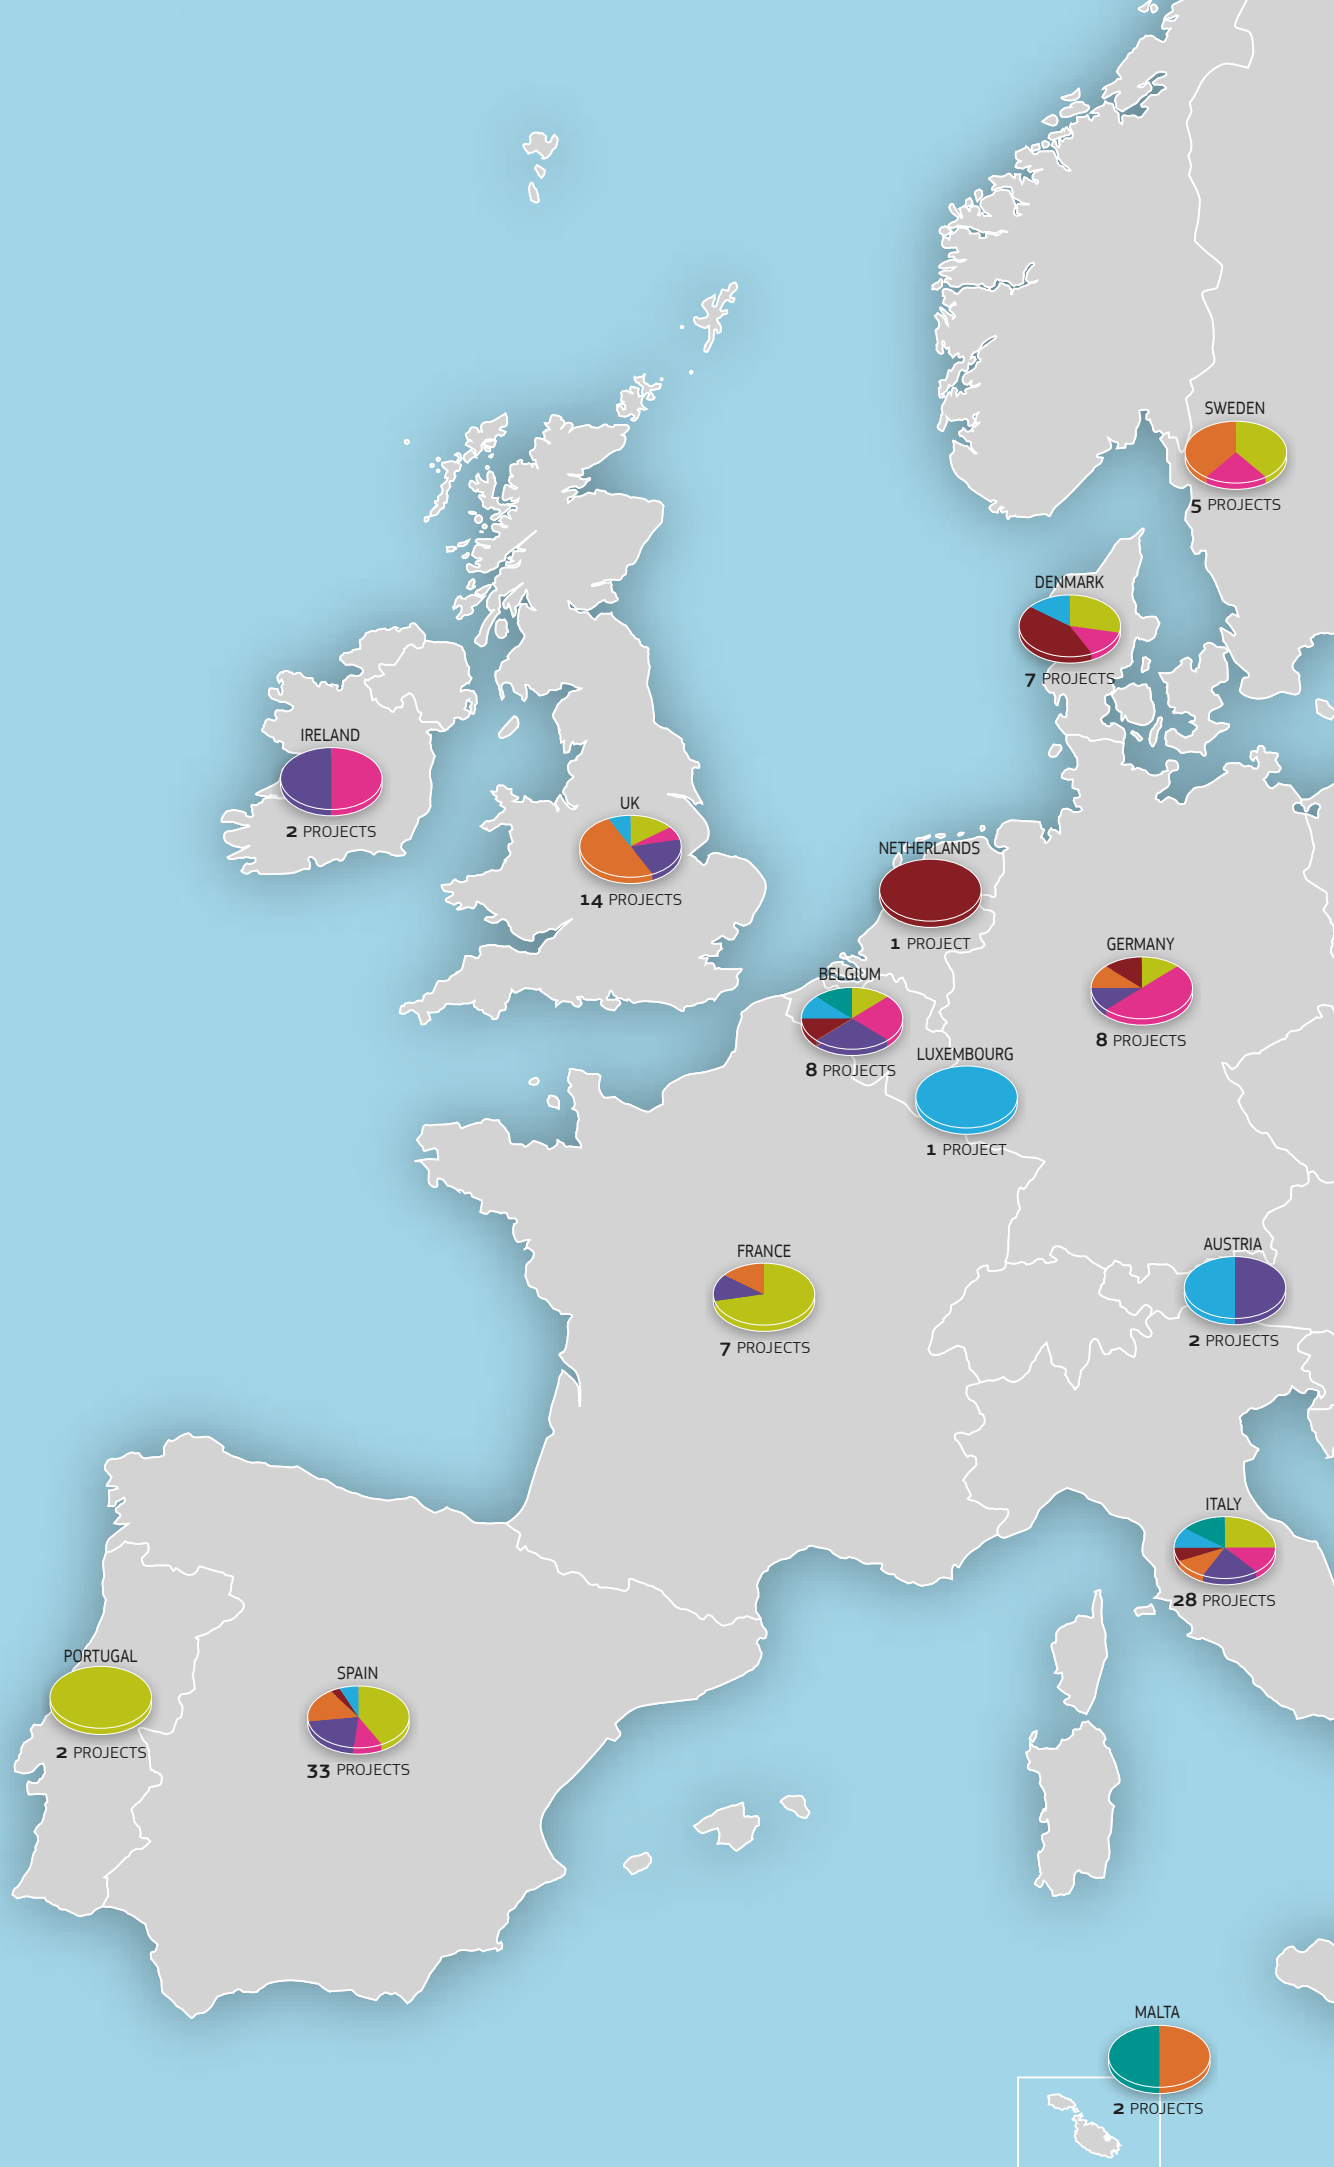 SWEDEN
5 PROJECTS
DENMARK
7 PROJECTS
IRELAND
2 PROJECTS
UK
14 PROJECTS
NETHERLANDS
1 PROJECT
GERMANY
8 PROJECTS
BELGIUM
8 PROJECTS
LUXEMBOURG
1 PROJECT
AUSTRIA
2 PROJECTS
FRANCE
7 PROJECTS
ITALY
28 PROJECTS
PORTUGAL
2 PROJECTS
SPAIN
33 PROJECTS
MALTA
2 PROJECTS